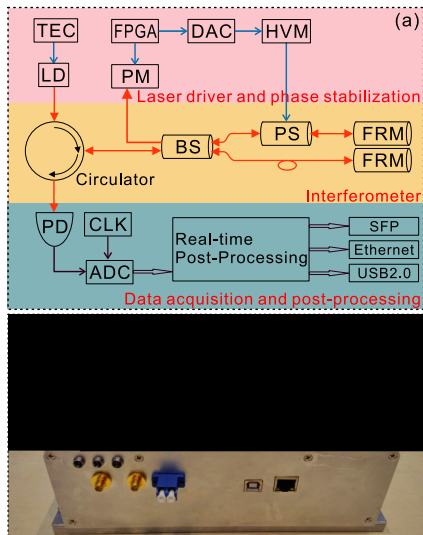 (a)
TEC
FPGA
DAC
HVM
LD
PM
Laser driver and phase stabilization
Circulator
BS
PS
FRM
FRM
Interferometer
PD
CLK
ADC
Real-time
Post-Processing
SFP
Ethernet
USB2.0
Data acquisition and post-processing